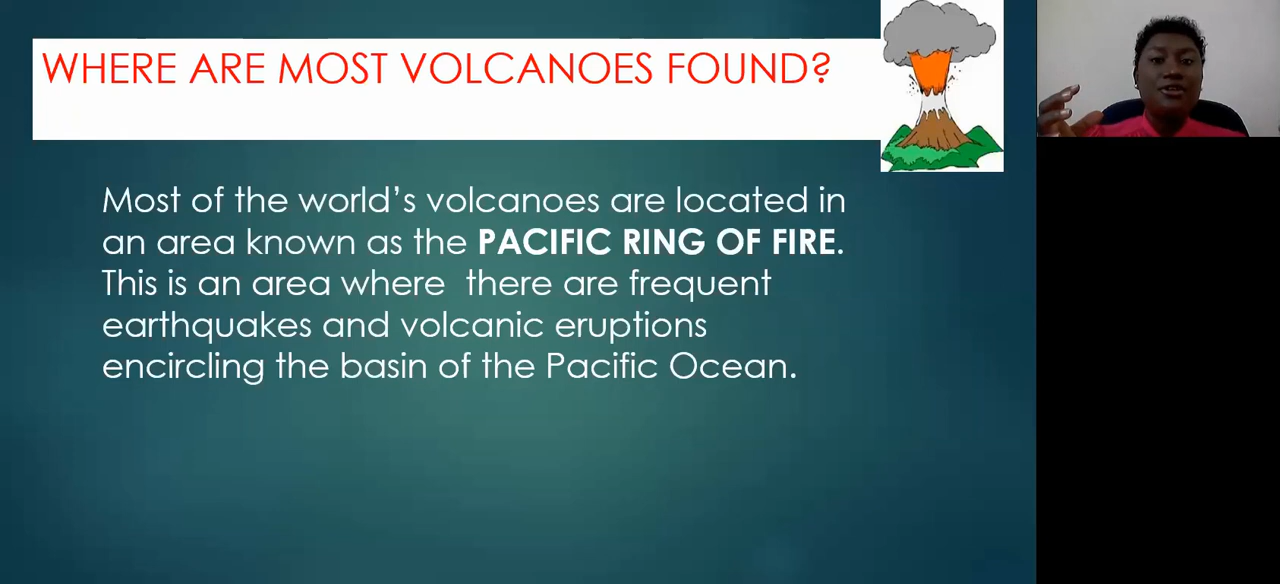 WHERE ARE MOST VOLCANOES FOUND?
Most of the world’s volcanoes are located in
an area known as the PACIFIC RING OF FIRE.
This is an area where  there are frequent
earthquakes and volcanic eruptions
encircling the basin of the Pacific Ocean.